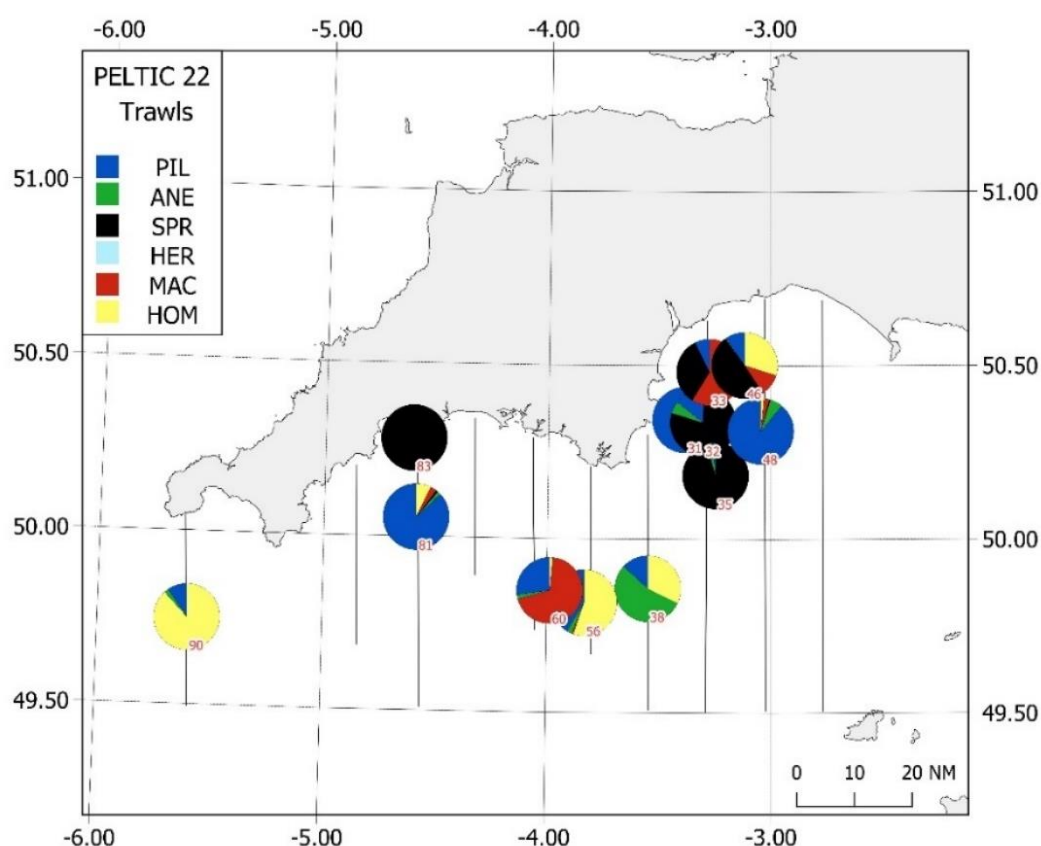 -6.00 -5.00 -4.00 -3.00
PELTIC 22
Trawls
PIL
ANE
SPR
HER
MAC
HOM
51.00 51.00
50.50 50.50
50.00 50.00
49.50 49.50
33 46
31 32 48
35
83
81
90
60 56 38
0 10 20 NM
-6.00 -5.00 -4.00 -3.00